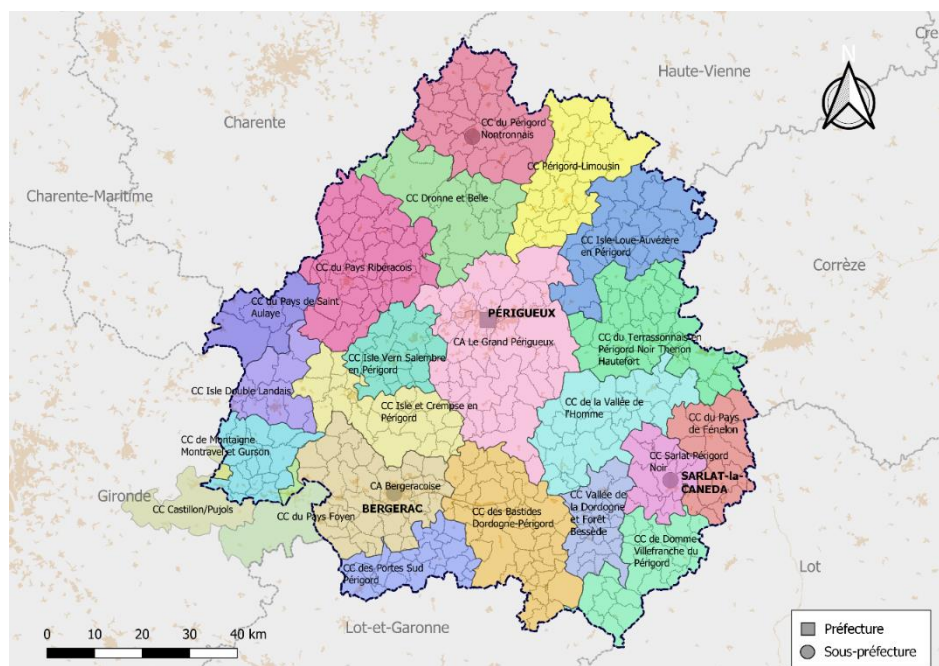 N
Cre
Haute-Vienne
Charente
CC du Périgord
Nontronnais
CC Périgord-Limousin
Charente-Maritime
CC Dronne et Belle
CC Isle-Loue-Auvézère
en Périgord
Corrèze
CC du Pays Ribéracois
CC du Pays de Saint
Aulaye
PÉRIGUEUX
CA Le Grand Périgueux
CC du Terrassonnais en
Périgord Noir Thenon
Hautefort
CC Isle Vern Salembre
en Périgord
CC Isle Double Landais
CC Isle et Crempse en
Périgord
CC de la Vallée de
l'Homme
CC du Pays
de Fénelon
CC de Montaigne
Montravel et Gurson
CC Sarlat-Périgord
Noir
SARLAT-la-
CANEDA
Gironde
CC Castillon/Pujols
CA Bergeracoise
BERGERAC
CC du Pays Foyen
CC des Bastides
Dordogne-Périgord
CC Vallée de
la Dordogne
et Forêt
Bessède
CC de Domme
Villefranche du
Périgord
CC des Portes Sud
Périgord
Lot
Lot-et-Garonne
0 10 20 30 40 km
Préfecture
Sous-préfecture